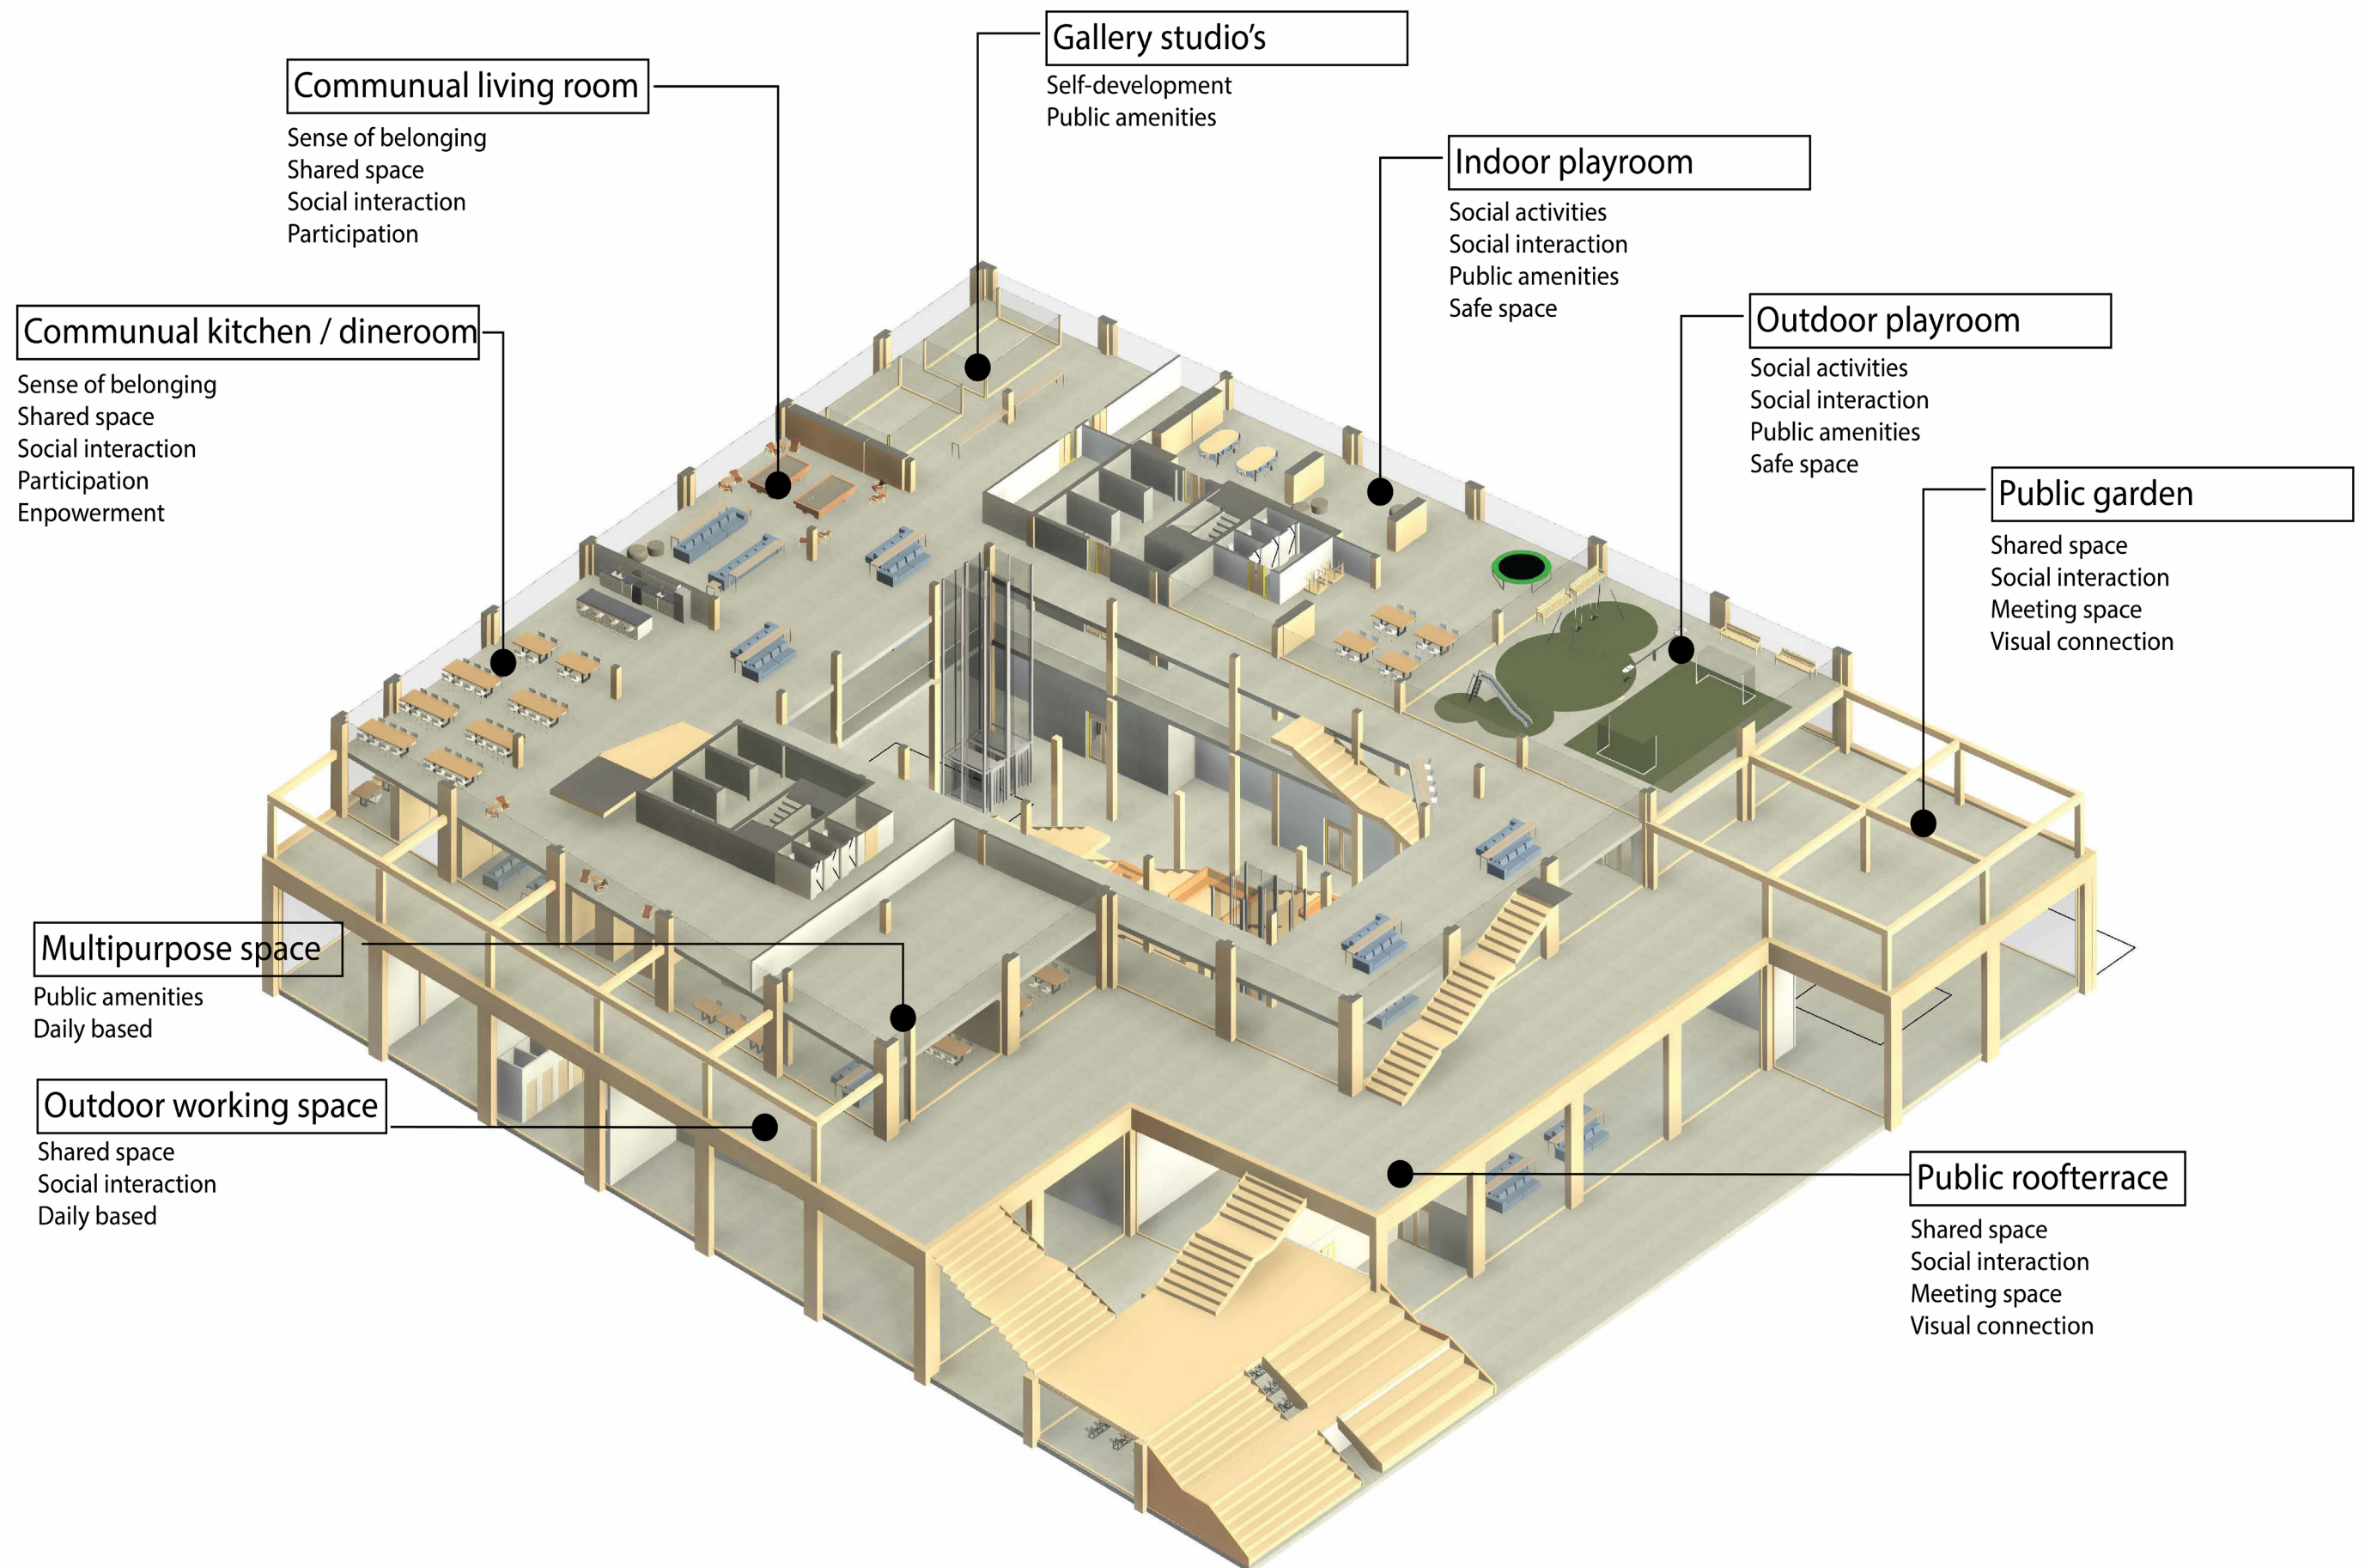 Gallery studio's
Self-development
Public amenities
Communual living room
Sense of belonging
Shared space
Social interaction
Participation
Indoor playroom
Social activities
Social interaction
Public amenities
Safe space
Communual kitchen / dineroom
Sense of belonging
Shared space
Social interaction
Participation
Enpowerment
Outdoor playroom
Social activities
Social interaction
Public amenities
Safe space
Public garden
Shared space
Social interaction
Meeting space
Visual connection
Multipurpose space
Public amenities
Daily based
Outdoor working space
Shared space
Social interaction
Daily based
Public roofterrace
Shared space
Social interaction
Meeting space
Visual connection